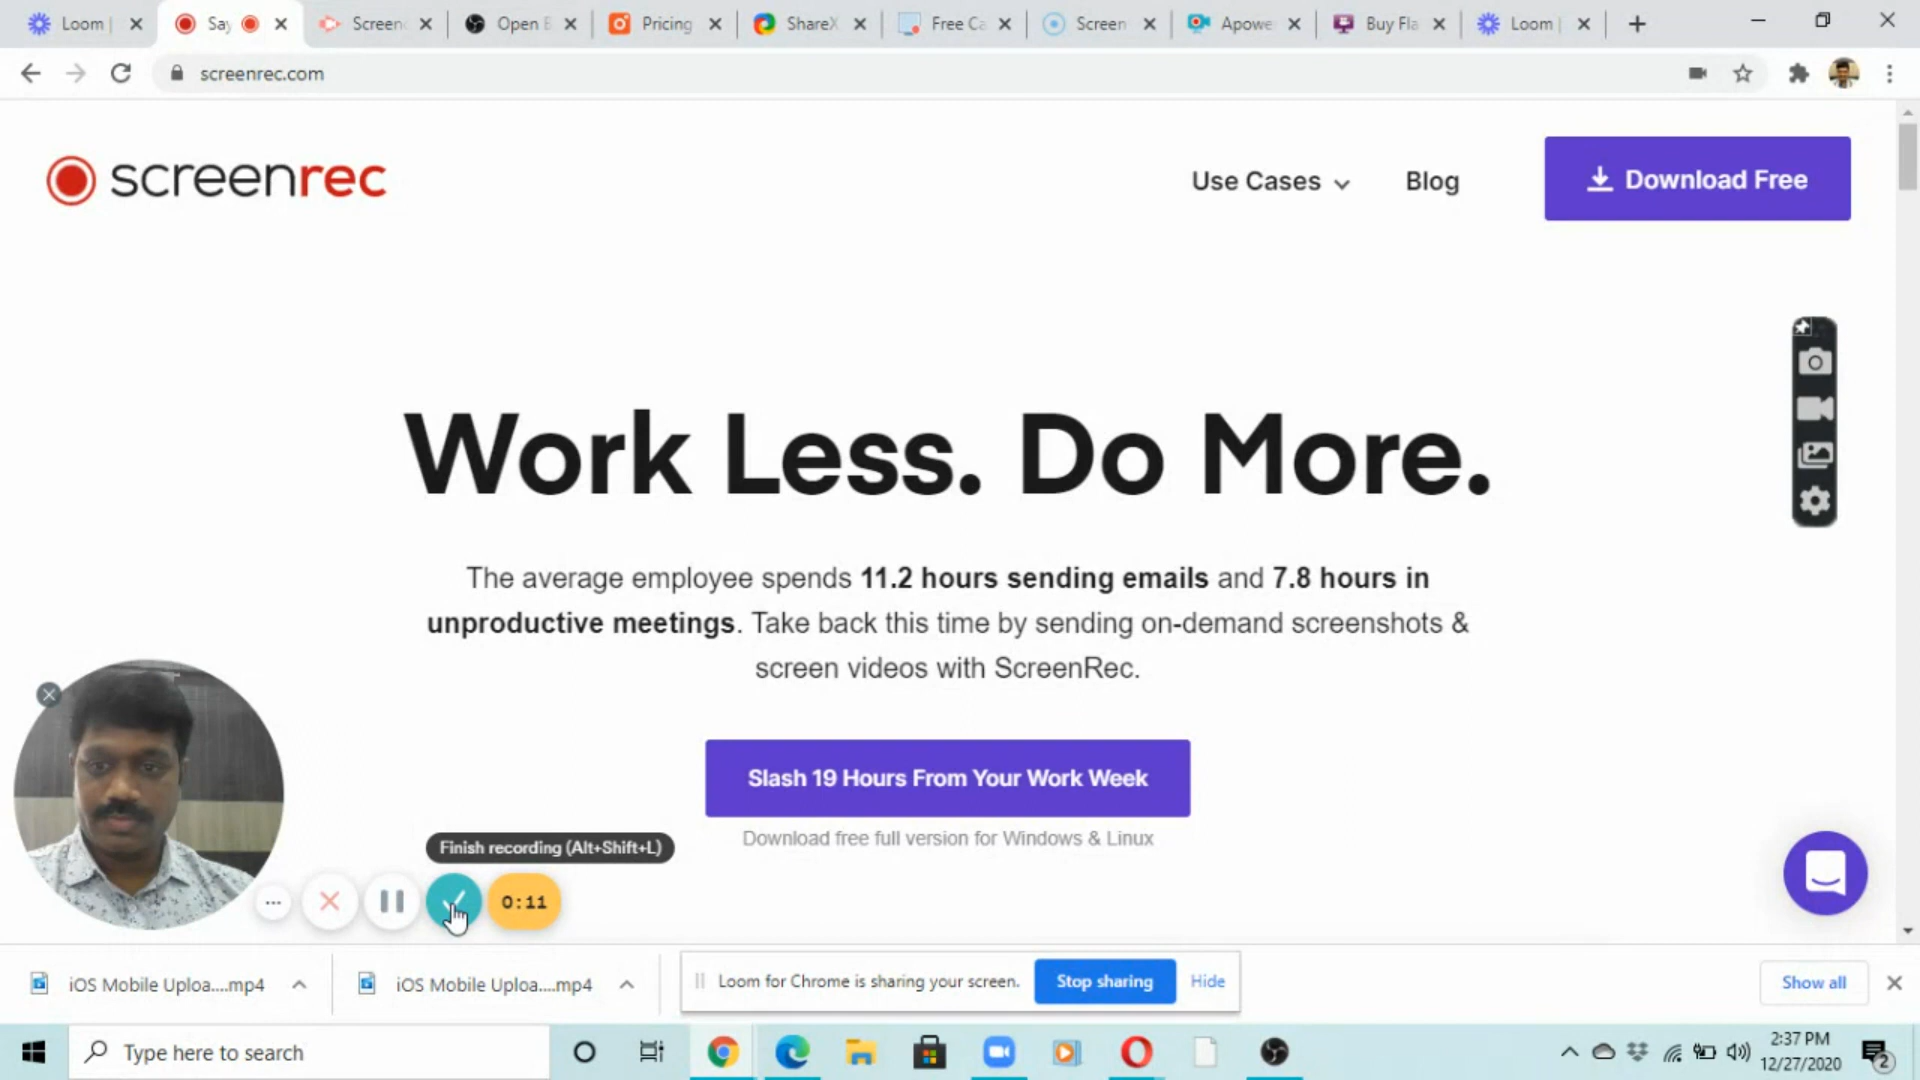 Loom
Say
Screenc
Open B
Pricing
ShareX
Free Ca
Screen
Apowe
Buy Fla
Loom
screenrec.com
screenrec
Use Cases
Blog
Download Free
Work Less. Do More.
The average employee spends 11.2 hours sending emails and 7.8 hours in
unproductive meetings. Take back this time by sending on-demand screenshots &
screen videos with ScreenRec.
Slash 19 Hours From Your Work Week
Download free full version for Windows & Linux
Finish recording (Alt+Shift+L)
0:11
iOS Mobile Uploa....mp4
iOS Mobile Uploa....mp4
Loom for Chrome is sharing your screen.
Stop sharing
Hide
Show all
Type here to search
2:37 PM
12/27/2020
2